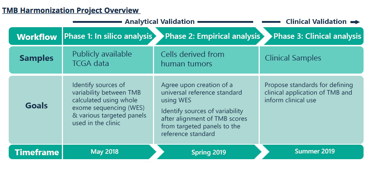 TMB Harmonization Project Overview
Analytical Validation
Clinical Validation
Workflow
Phase 1: In silico analysis
Phase 2: Empirical analysis
Phase 3: Clinical analysis
Samples
Publicly available
TCGA data
Cells derived from
human tumors
Clinical Samples
Goals
Identify sources of
variability between TMB
calculated using whole
exome sequencing (WES)
& various targeted panels
used in the clinic
Agree upon creation of a
universal reference standard
using WES
Identify sources of variability
after alignment of TMB scores
from targeted panels to the
reference standard
Propose standards for defining
clinical application of TMB and
inform clinical use
Timeframe
May 2018
Spring 2019
Summer 2019